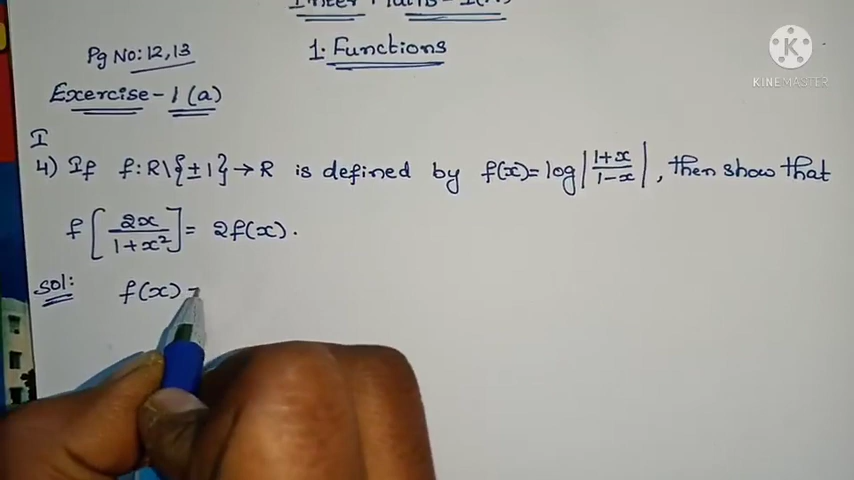 1. Functions
Pg No: 12, 13
K
KINEMASTER
Exercise - 1(a)
I
4) If f: R\{±1} → R is defined by f(x) = log|1+x/1-x|, then show that
f[2x/1+x²] = 2f(x).
Sol: f(x) =